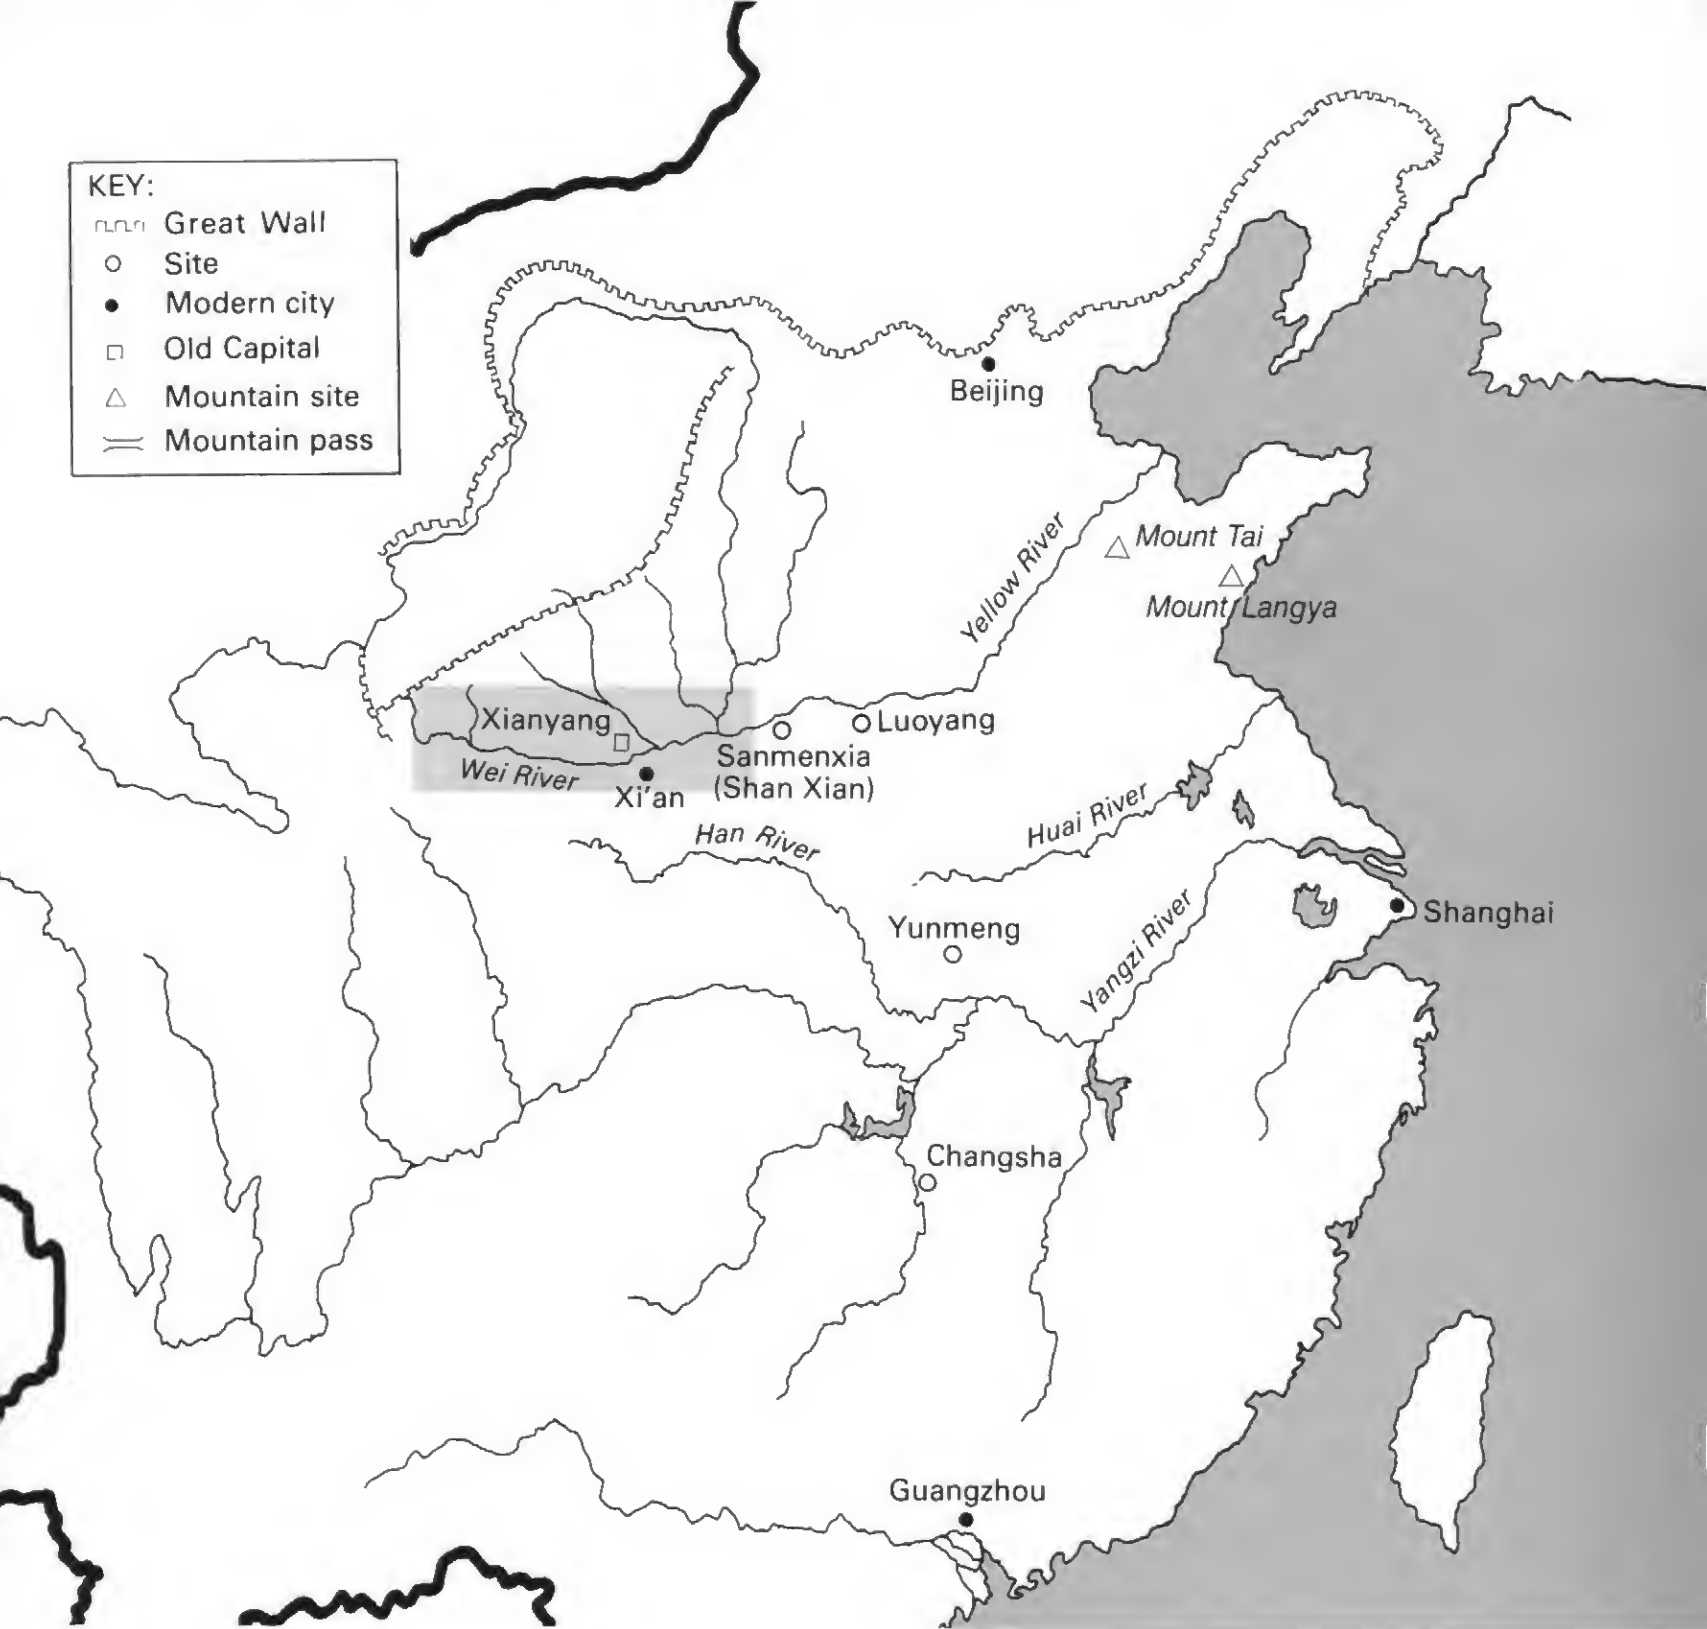 KEY:
Great Wall
Site
Modern city
Old Capital
Mountain site
Mountain pass
Beijing
Mount Tai
Yellow River
Mount Langya
Xianyang
Luoyang
Sanmenxia
(Shan Xian)
Wei River
Xi'an
Huai River
Han River
Shanghai
Yunmeng
Yangzi River
Changsha
Guangzhou